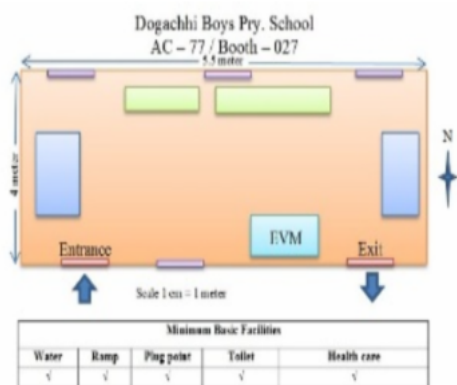 Dogachhi Boys Pry. School
AC – 77 / Booth – 027
5.5 meter
4 meter
N
EVM
Entrance
Exit
Scale 1 cm = 1 meter
Minimum Basic Facilities
Water Ramp Plug point Toilet Health care
√ √ √ √ √